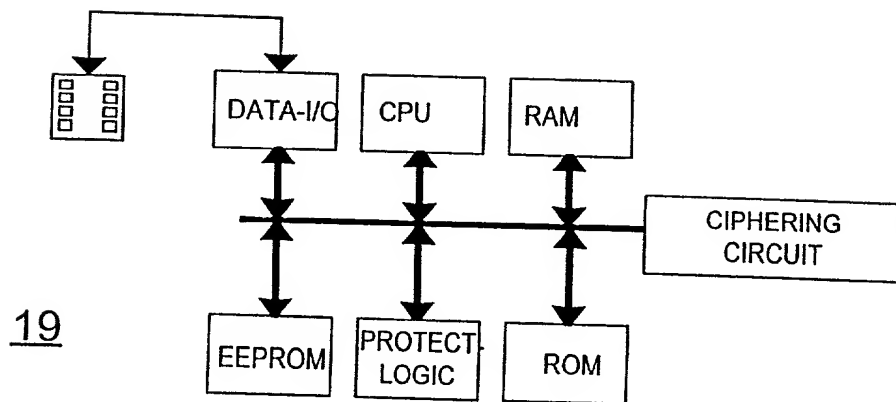 DATA-I/O
CPU
RAM
CIPHERING
CIRCUIT
19
EEPROM
PROTECT-
LOGIC
ROM